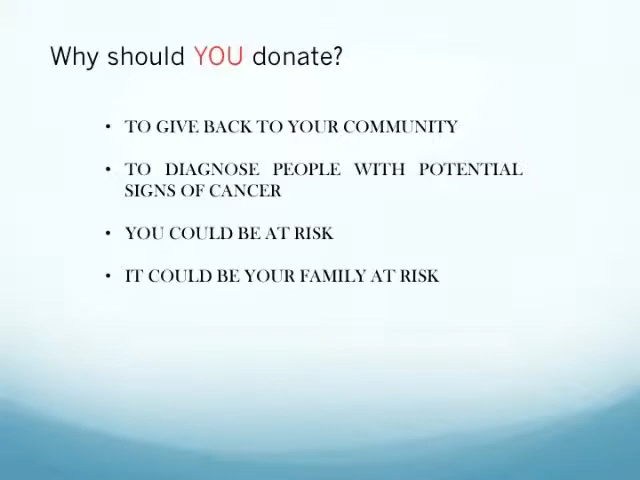 Why should YOU donate?
• TO GIVE BACK TO YOUR COMMUNITY
• TO DIAGNOSE PEOPLE WITH POTENTIAL
SIGNS OF CANCER
• YOU COULD BE AT RISK
• IT COULD BE YOUR FAMILY AT RISK